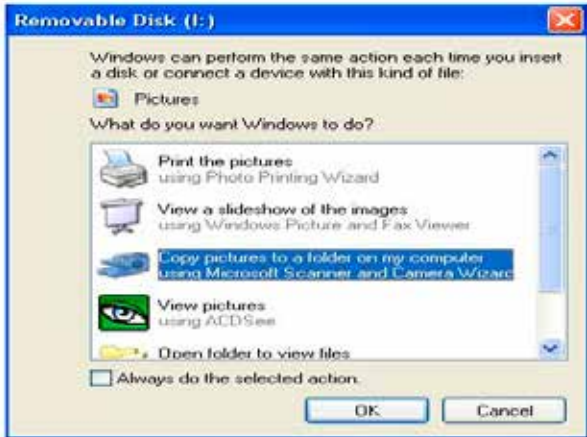 Removable Disk (I:)
Windows can perform the same action each time you insert
a disk or connect a device with this kind of file:
Pictures
What do you want Windows to do?
Print the pictures
using Photo Printing Wizard
View a slideshow of the images
using Windows Picture and Fax Viewer
Copy pictures to a folder on my computer
using Microsoft Scanner and Camera Wizard
View pictures
using ACDSee
Open folder to view files
Always do the selected action.
OK
Cancel